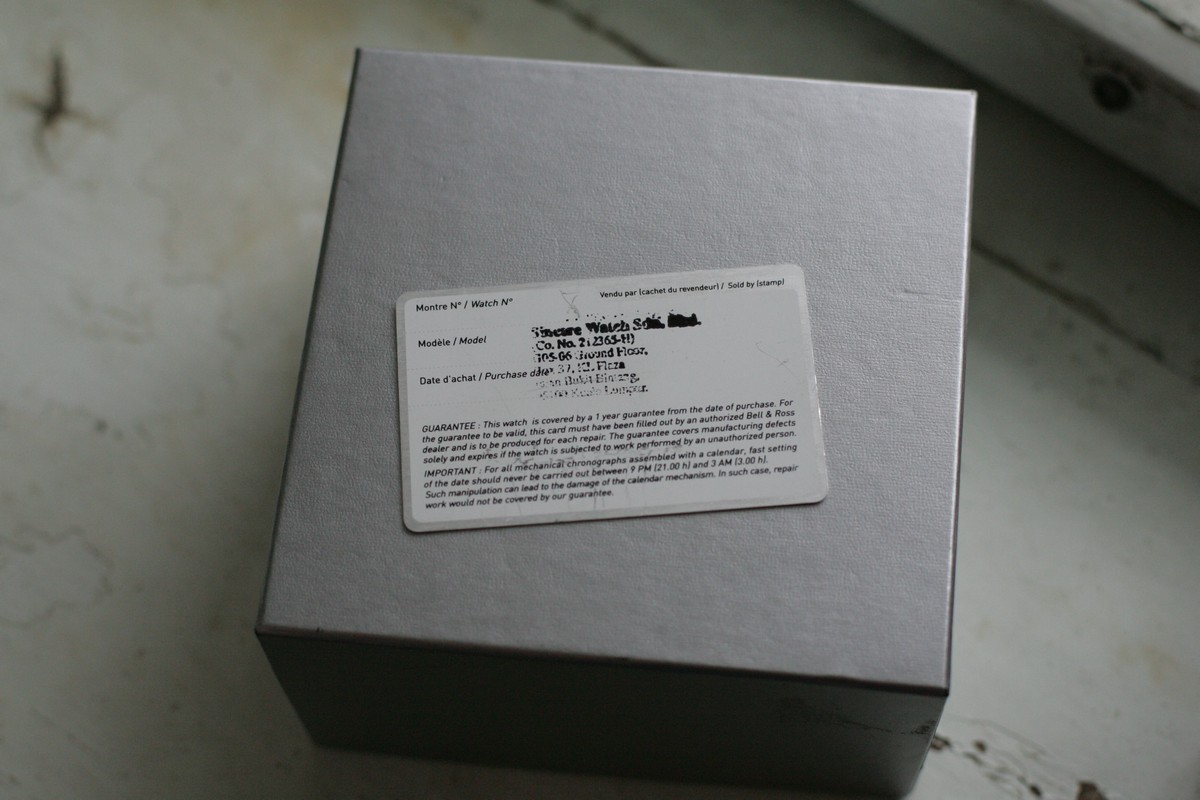 Montre N° / Watch N°
Vendu par (cachet du revendeur) / Sold by (stamp)
Modèle / Model
Sincere Watch Sdn. Bhd.
(Co. No. 212365-H)
Ground Floor,
Date d'achat / Purchase date
Plaza
Bukit Bintang,
Kuala Lumpur.
GUARANTEE : This watch is covered by a 1 year guarantee from the date of purchase. For
the guarantee to be valid, this card must have been filled out by an authorized Bell & Ross
dealer and is to be produced for each repair. The guarantee covers manufacturing defects
solely and expires if the watch is subjected to work performed by an unauthorized person.
IMPORTANT : For all mechanical chronographs assembled with a calendar, fast setting
of the date should never be carried out between 9 PM (21.00 h) and 3 AM (3.00 h).
Such manipulation can lead to the damage of the calendar mechanism. In such case, repair
work would not be covered by our guarantee.